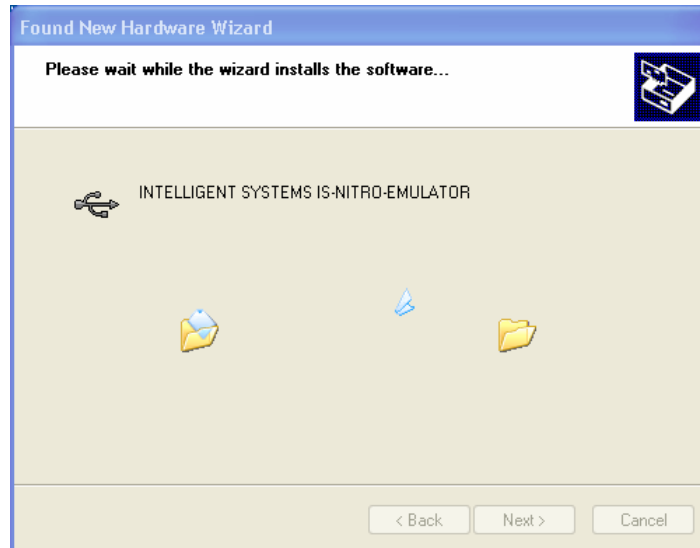 Found New Hardware Wizard
Please wait while the wizard installs the software...
INTELLIGENT SYSTEMS IS-NITRO-EMULATOR
< Back
Next >
Cancel